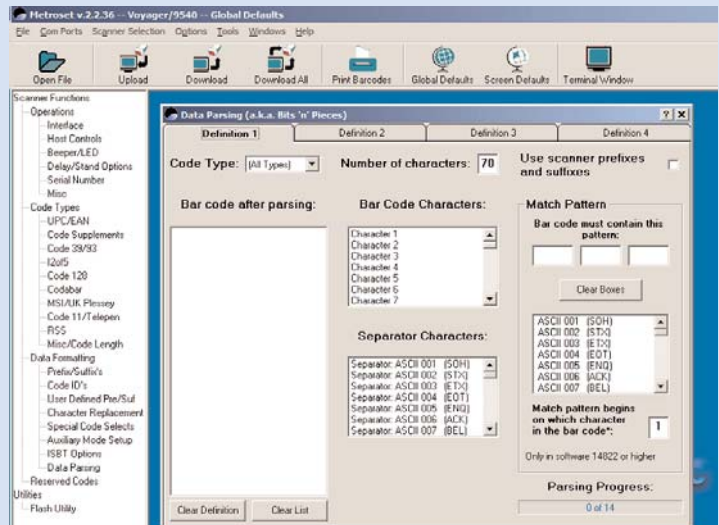 Metroset v.2.2.36 -- Voyager/9540 -- Global Defaults
File Com Ports Scanner Selection Options Tools Windows Help
Open File Upload Download Download All Print Barcodes Global Defaults Screen Defaults Terminal Window
Scanner Functions
Operations
Interface
Host Controls
Beeper/LED
Delay/Stand Options
Serial Number
Misc
Code Types
UPC/EAN
Code Supplements
Code 39/93
I2of5
Code 128
Codabar
MSI/UK Plessey
Code 11/Telepen
RSS
Misc/Code Length
Data Formatting
Prefix/Suffix's
Code ID's
User Defined Pre/Suf
Character Replacement
Special Code Selects
Auxiliary Mode Setup
ISBT Options
Data Parsing
Reserved Codes
Utilities
Flash Utility
Data Parsing (a.k.a. Bits 'n' Pieces)
Definition 1 Definition 2 Definition 3 Definition 4
Code Type: (All Types) Number of characters: 70 Use scanner prefixes
and suffixes
Bar code after parsing:
Clear Definition Clear List
Bar Code Characters:
Character 1
Character 2
Character 3
Character 4
Character 5
Character 6
Character 7
Separator Characters:
Separator: ASCII 001 (SOH)
Separator: ASCII 002 (STX)
Separator: ASCII 003 (ETX)
Separator: ASCII 004 (EOT)
Separator: ASCII 005 (ENQ)
Separator: ASCII 006 (ACK)
Separator: ASCII 007 (BEL)
Match Pattern
Bar code must contain this
pattern:
Clear Boxes
ASCII 001 (SOH)
ASCII 002 (STX)
ASCII 003 (ETX)
ASCII 004 (EOT)
ASCII 005 (ENQ)
ASCII 006 (ACK)
ASCII 007 (BEL)
Match pattern begins
on which character
in the bar code*: 1
Only in software 14822 or higher
Parsing Progress:
0 of 14